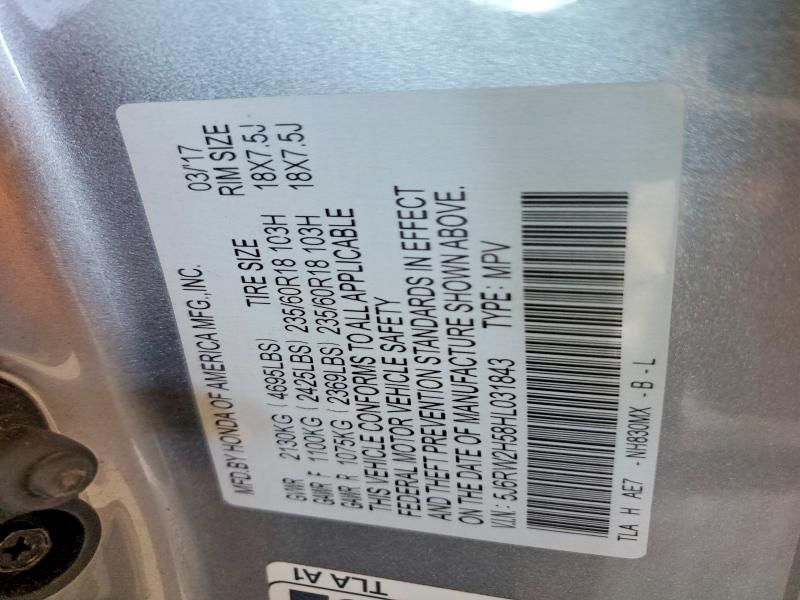 MFD. BY HONDA OF AMERICA MFG., INC. 03/'17
TIRE SIZE RIM SIZE
GVWR 2130KG ( 4695LBS)
GAWR F 1100KG ( 2425LBS) 235/60R18 103H 18X7.5J
GAWR R 1075KG ( 2369LBS) 235/60R18 103H 18X7.5J
THIS VEHICLE CONFORMS TO ALL APPLICABLE
FEDERAL MOTOR VEHICLE SAFETY
AND THEFT PREVENTION STANDARDS IN EFFECT
ON THE DATE OF MANUFACTURE SHOWN ABOVE.
V.I.N.: 5J6RW2H58HL031843 TYPE: MPV
TLA H AE7 -NH830MX -B-L
TLA A1